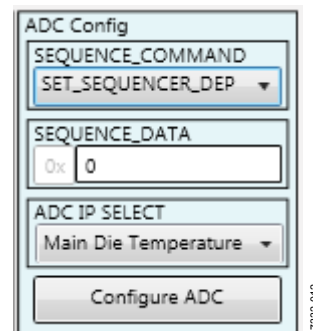 ADC Config
SEQUENCE_COMMAND
SET_SEQUENCER_DEP
SEQUENCE_DATA
0x 0
ADC IP SELECT
Main Die Temperature
Configure ADC